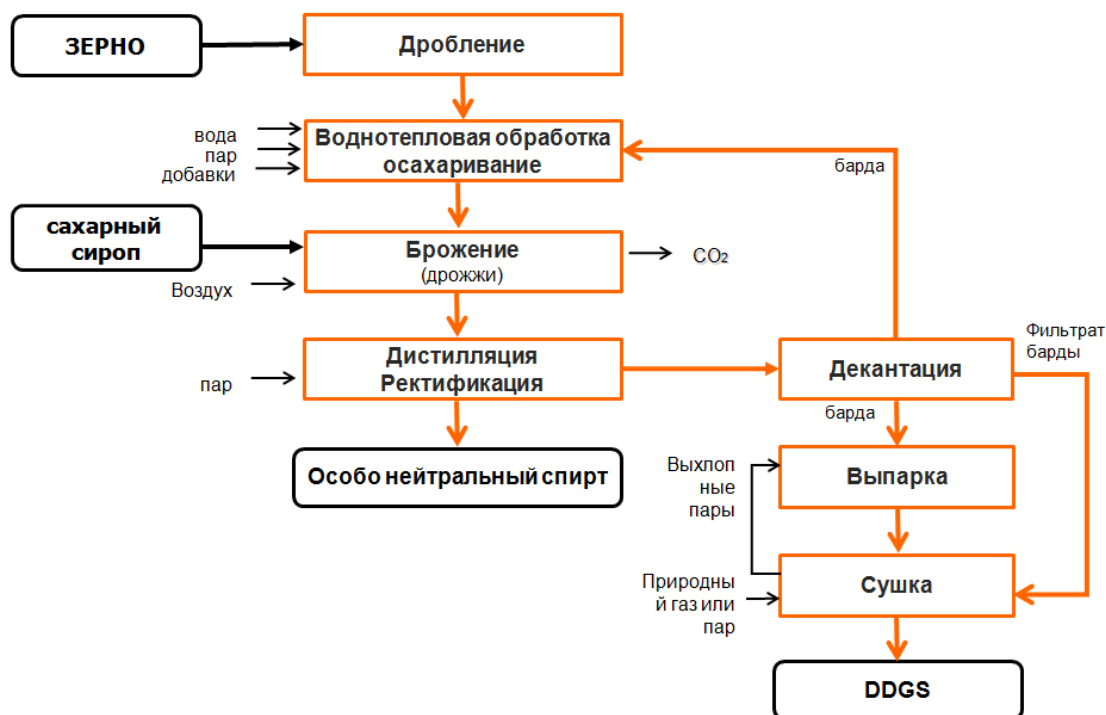 ЗЕРНО
Дробление
вода
пар
добавки
Воднотепловая обработка
осахаривание
барда
сахарный
сироп
Брожение
(дрожжи)
CO₂
Воздух
Дистилляция
Ректификация
пар
Декантация
Фильтрат
барды
барда
Особо нейтральный спирт
Выхлоп
ные
пары
Выпарка
Природны
й газ или
пар
Сушка
DDGS